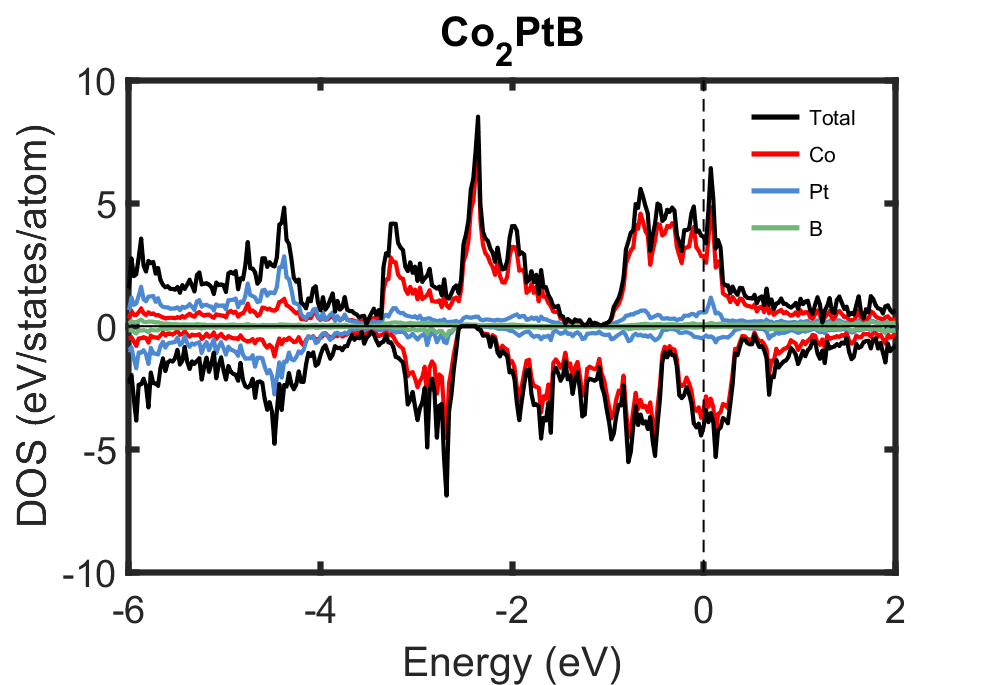 Co₂PtB
10
5
0
-5
-10
DOS (eV/states/atom)
Total
Co
Pt
B
-6
-4
-2
0
2
Energy (eV)